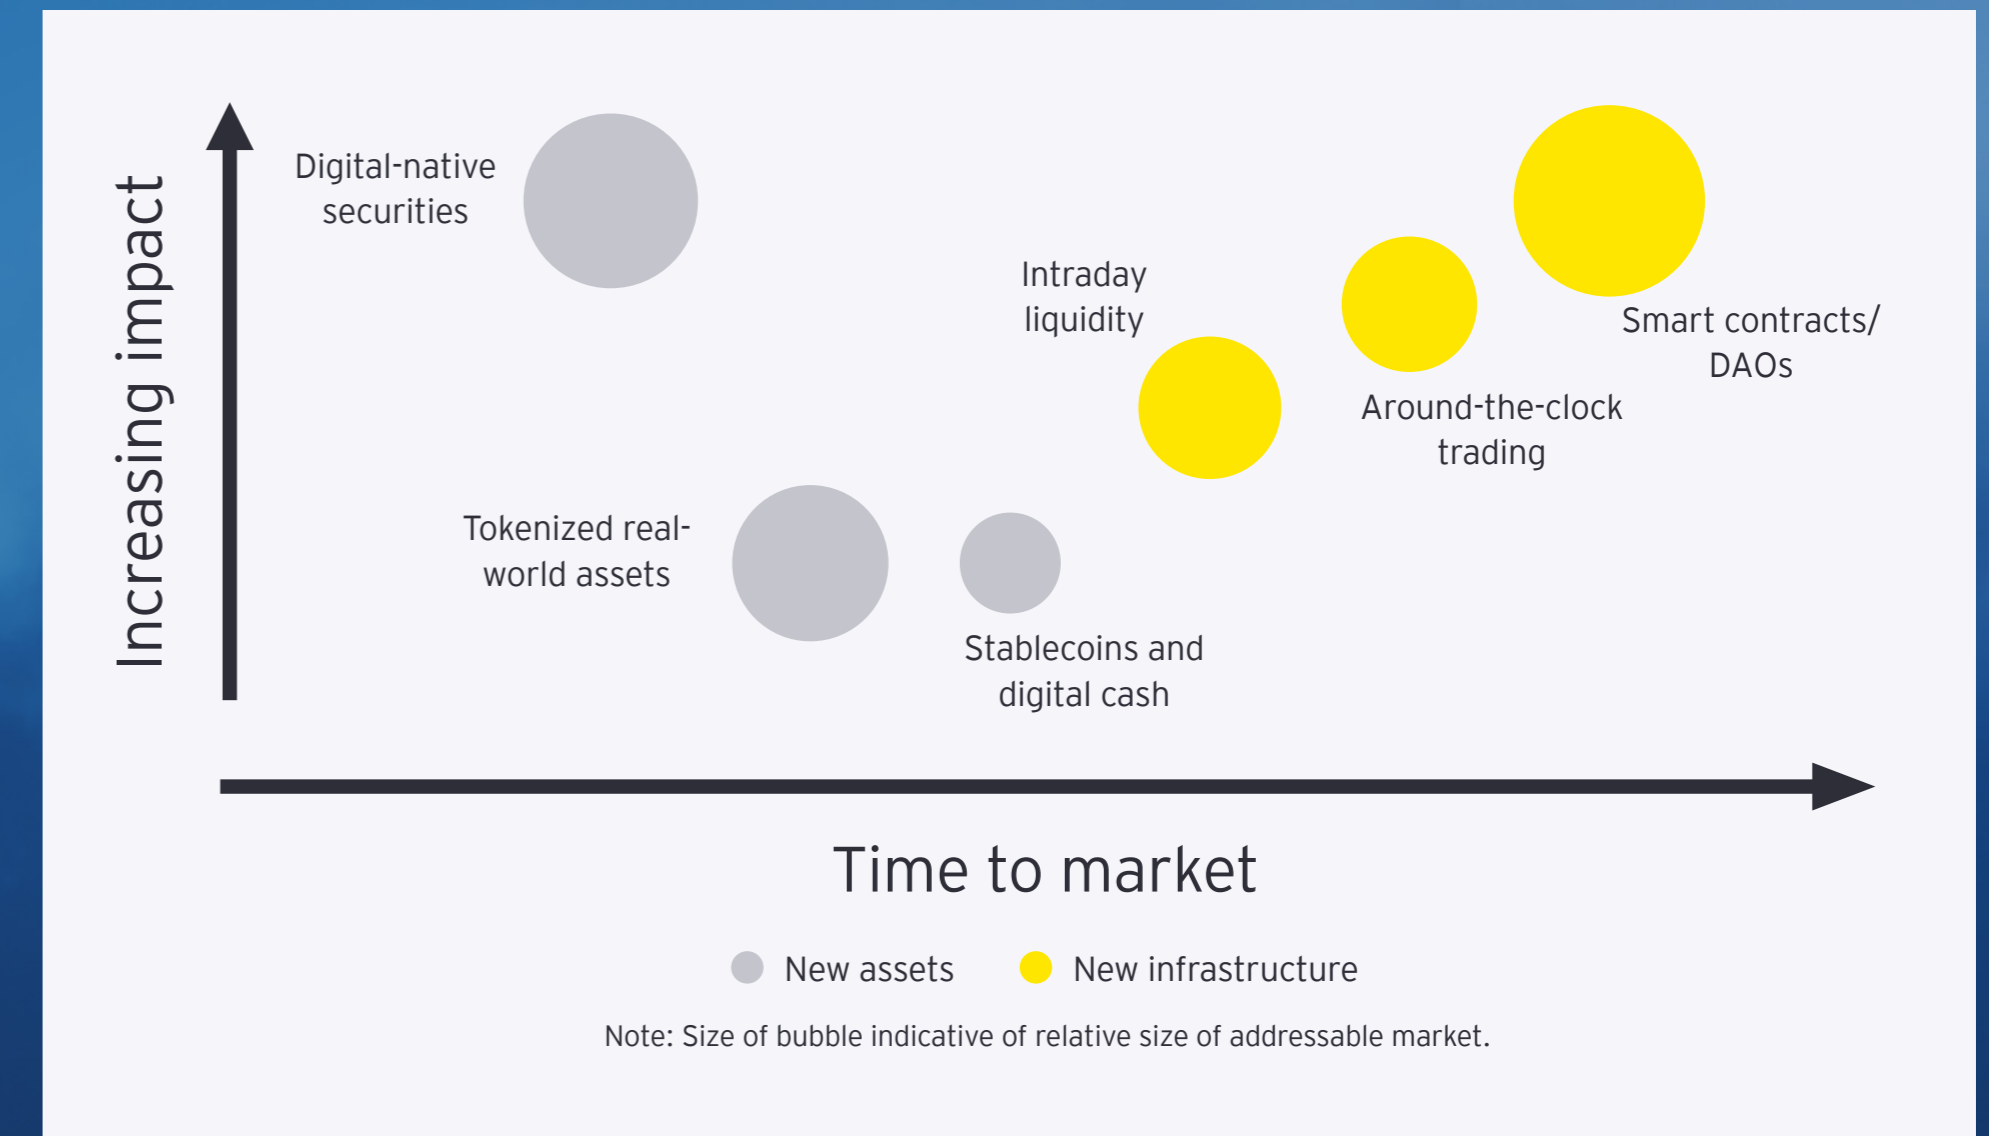 Increasing impact
Digital-native
securities
Intraday
liquidity
Smart contracts/
DAOs
Around-the-clock
trading
Tokenized real-
world assets
Stablecoins and
digital cash
Time to market
New assets
New infrastructure
Note: Size of bubble indicative of relative size of addressable market.